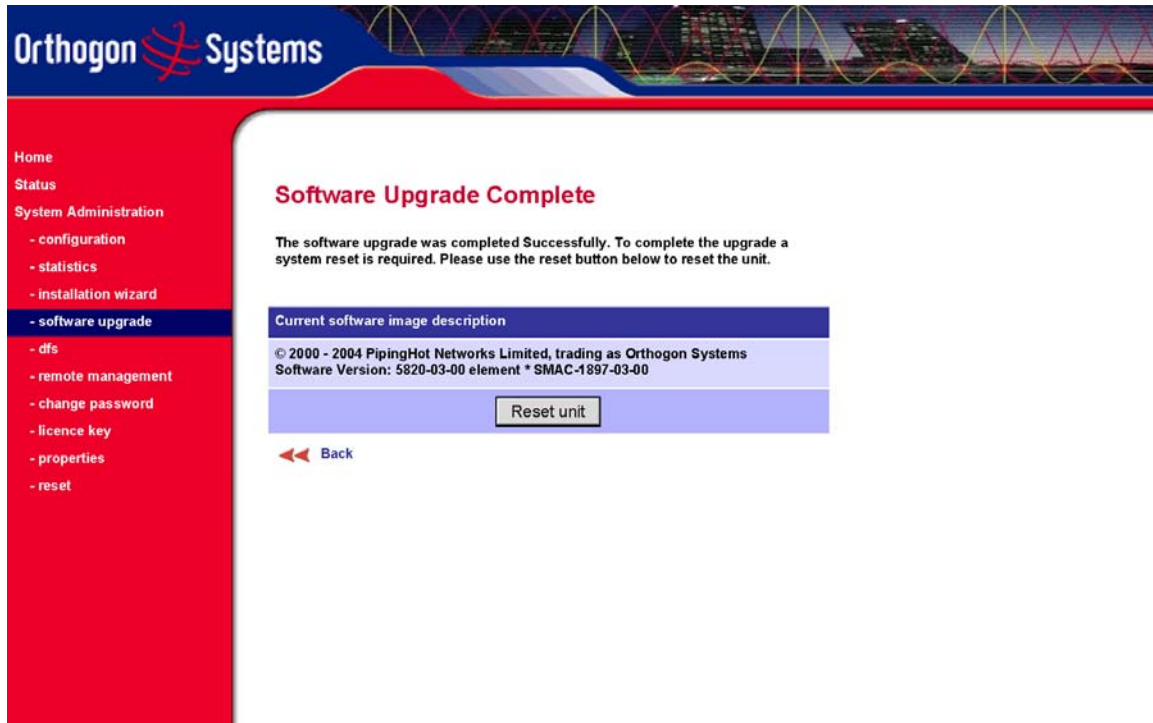 Orthogon Systems
Home
Status
System Administration
- configuration
- statistics
- installation wizard
- software upgrade
- dfs
- remote management
- change password
- licence key
- properties
- reset
Software Upgrade Complete
The software upgrade was completed Successfully. To complete the upgrade a
system reset is required. Please use the reset button below to reset the unit.
Current software image description
© 2000 - 2004 PipingHot Networks Limited, trading as Orthogon Systems
Software Version: 5820-03-00 element * SMAC-1897-03-00
Reset unit
Back